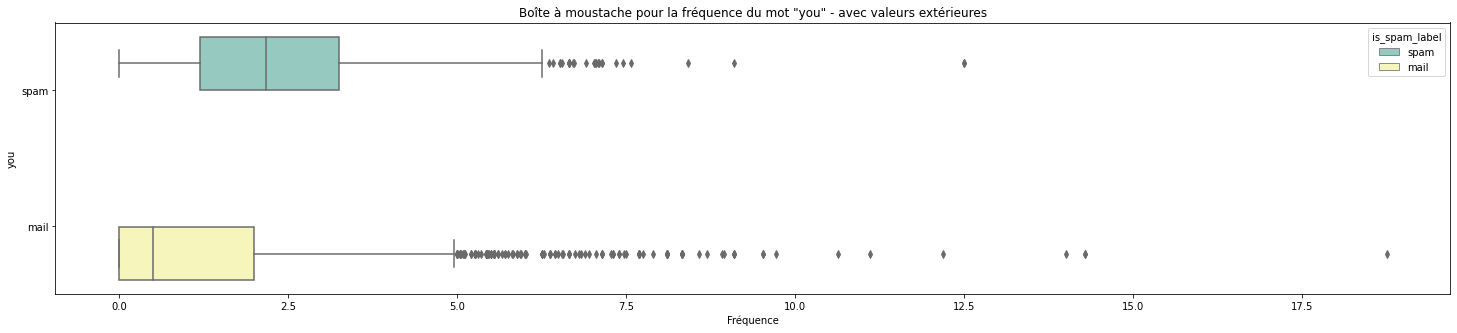 Boîte à moustache pour la fréquence du mot "you" - avec valeurs extérieures
is_spam_label
spam
mail
spam
you
mail
0.0 2.5 5.0 7.5 10.0 12.5 15.0 17.5
Fréquence